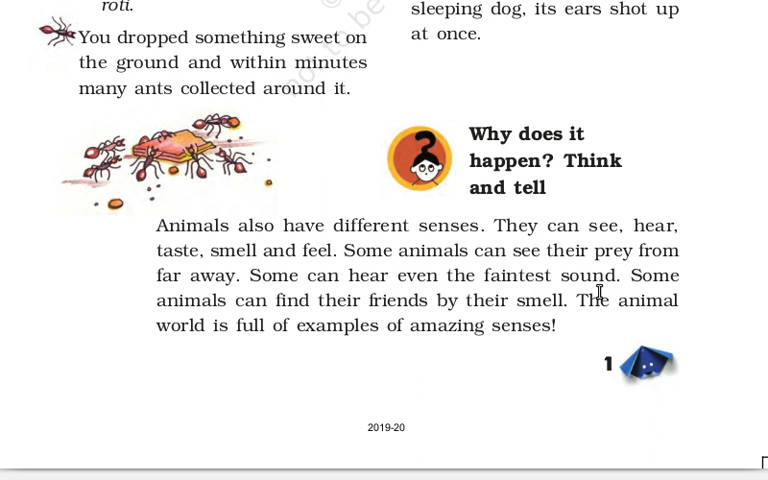 roti.
You dropped something sweet on
the ground and within minutes
many ants collected around it.
sleeping dog, its ears shot up
at once.
Why does it
happen? Think
and tell
Animals also have different senses. They can see, hear,
taste, smell and feel. Some animals can see their prey from
far away. Some can hear even the faintest sound. Some
animals can find their friends by their smell. The animal
world is full of examples of amazing senses!
1
2019-20